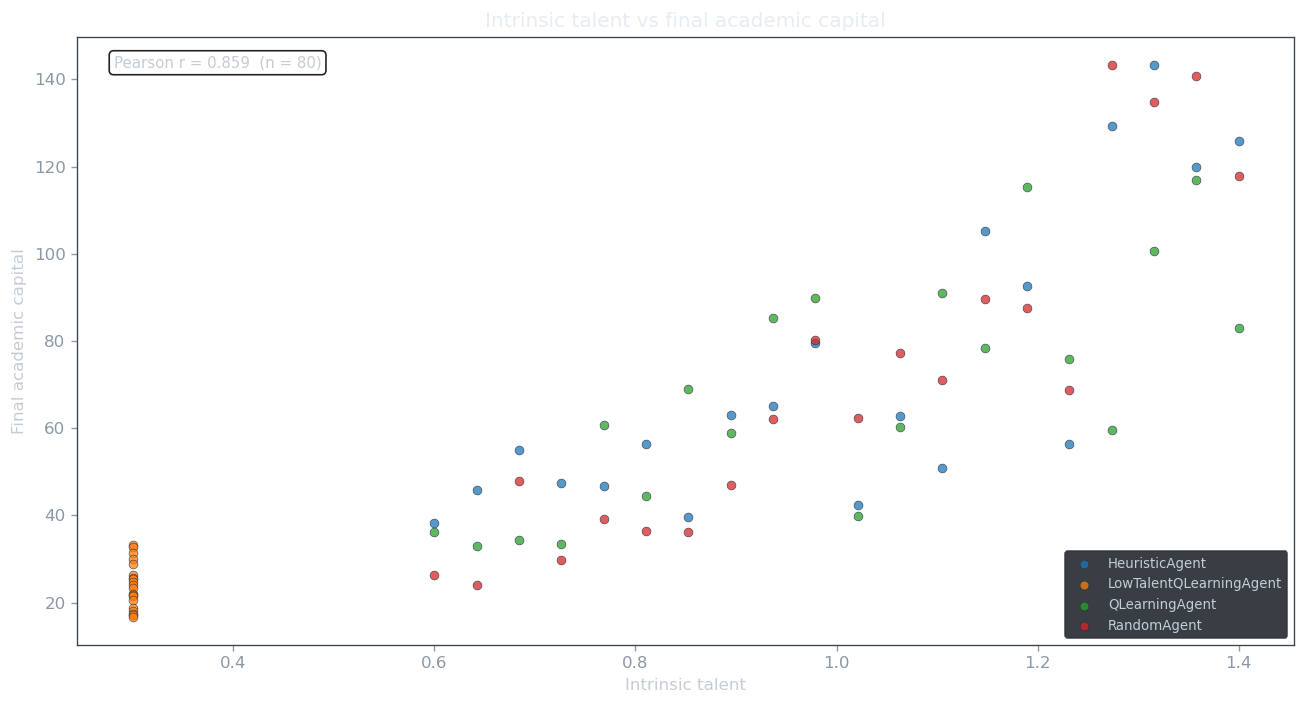 Intrinsic talent vs final academic capital
Pearson r = 0.859  (n = 80)
140
120
100
80
60
40
20
Final academic capital
0.4
0.6
0.8
1.0
1.2
1.4
Intrinsic talent
HeuristicAgent
LowTalentQLearningAgent
QLearningAgent
RandomAgent